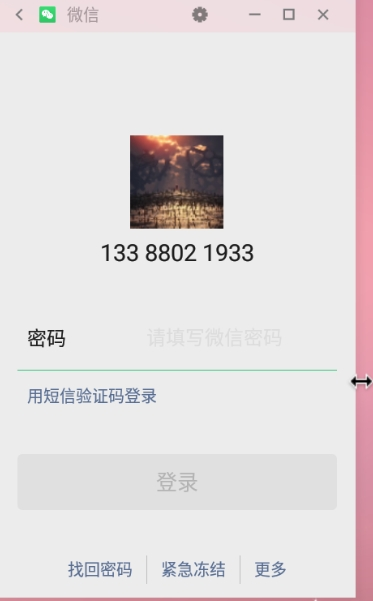 微信
133 8802 1933
密码 请填写微信密码
用短信验证码登录
登录
找回密码 紧急冻结 更多